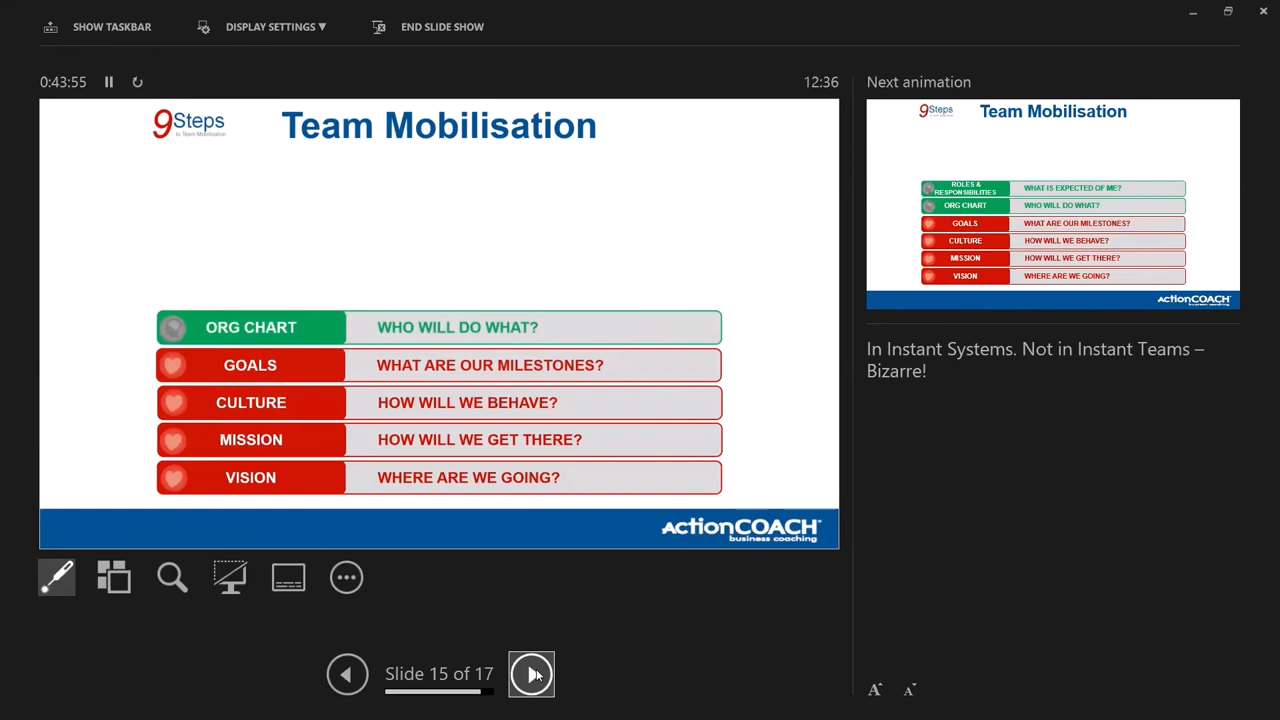 SHOW TASKBAR
DISPLAY SETTINGS ▼
END SLIDE SHOW
0:43:55
12:36
Next animation
9Steps
to Team Mobilisation
Team Mobilisation
ORG CHART WHO WILL DO WHAT?
GOALS WHAT ARE OUR MILESTONES?
CULTURE HOW WILL WE BEHAVE?
MISSION HOW WILL WE GET THERE?
VISION WHERE ARE WE GOING?
actionCOACH
business coaching
9Steps
Team Mobilisation
ROLES &
RESPONSIBILITIES WHAT IS EXPECTED OF ME?
ORG CHART WHO WILL DO WHAT?
GOALS WHAT ARE OUR MILESTONES?
CULTURE HOW WILL WE BEHAVE?
MISSION HOW WILL WE GET THERE?
VISION WHERE ARE WE GOING?
actionCOACH
In Instant Systems. Not in Instant Teams –
Bizarre!
Slide 15 of 17
A A